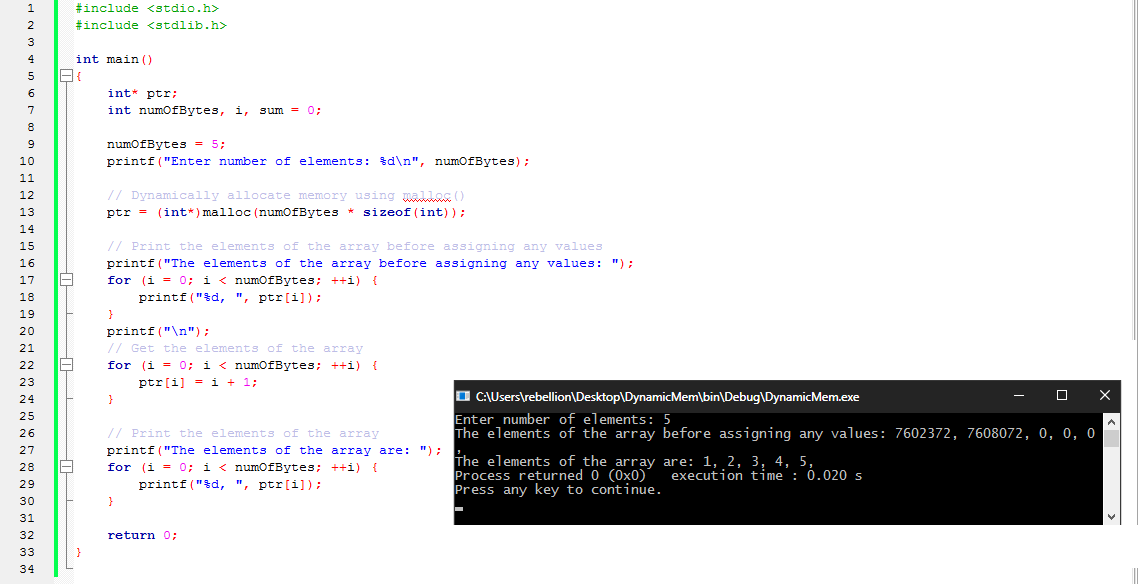 1 #include <stdio.h>
2 #include <stdlib.h>
3
4 int main()
5 {
6 int* ptr;
7 int numOfBytes, i, sum = 0;
8
9 numOfBytes = 5;
10 printf("Enter number of elements: %d\n", numOfBytes);
11
12 // Dynamically allocate memory using malloc()
13 ptr = (int*)malloc(numOfBytes * sizeof(int));
14
15 // Print the elements of the array before assigning any values
16 printf("The elements of the array before assigning any values: ");
17 for (i = 0; i < numOfBytes; ++i) {
18 printf("%d, ", ptr[i]);
19 }
20 printf("\n");
21 // Get the elements of the array
22 for (i = 0; i < numOfBytes; ++i) {
23 ptr[i] = i + 1;
24 }
25
26 // Print the elements of the array
27 printf("The elements of the array are: ");
28 for (i = 0; i < numOfBytes; ++i) {
29 printf("%d, ", ptr[i]);
30 }
31
32 return 0;
33 }
34
C:\Users\rebellion\Desktop\DynamicMem\bin\Debug\DynamicMem.exe
Enter number of elements: 5
The elements of the array before assigning any values: 7602372, 7608072, 0, 0, 0
,
The elements of the array are: 1, 2, 3, 4, 5,
Process returned 0 (0x0) execution time : 0.020 s
Press any key to continue.